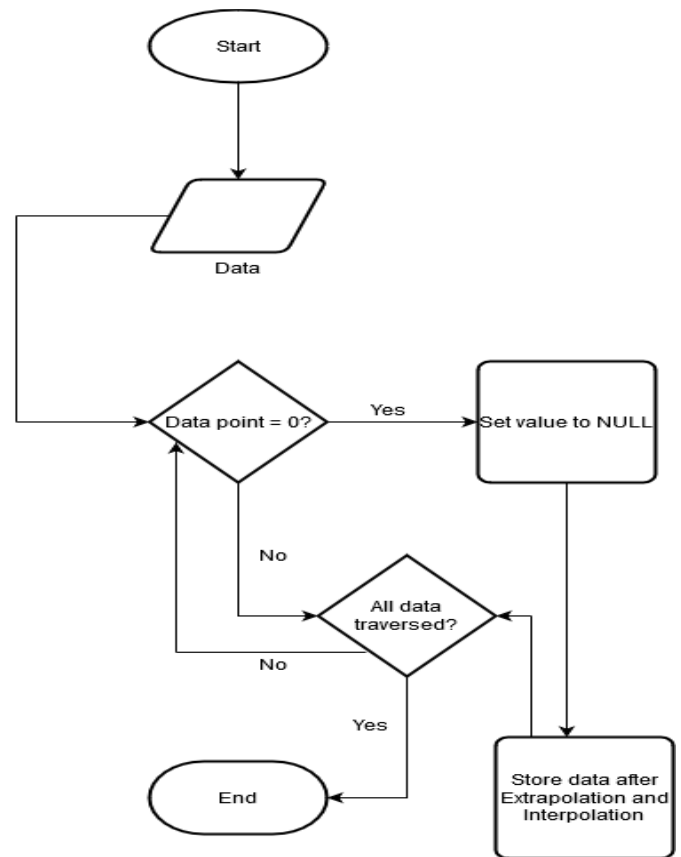 Start
Data
Data point = 0?
Yes
Set value to NULL
No
All data
traversed?
No
Yes
End
Store data after
Extrapolation and
Interpolation